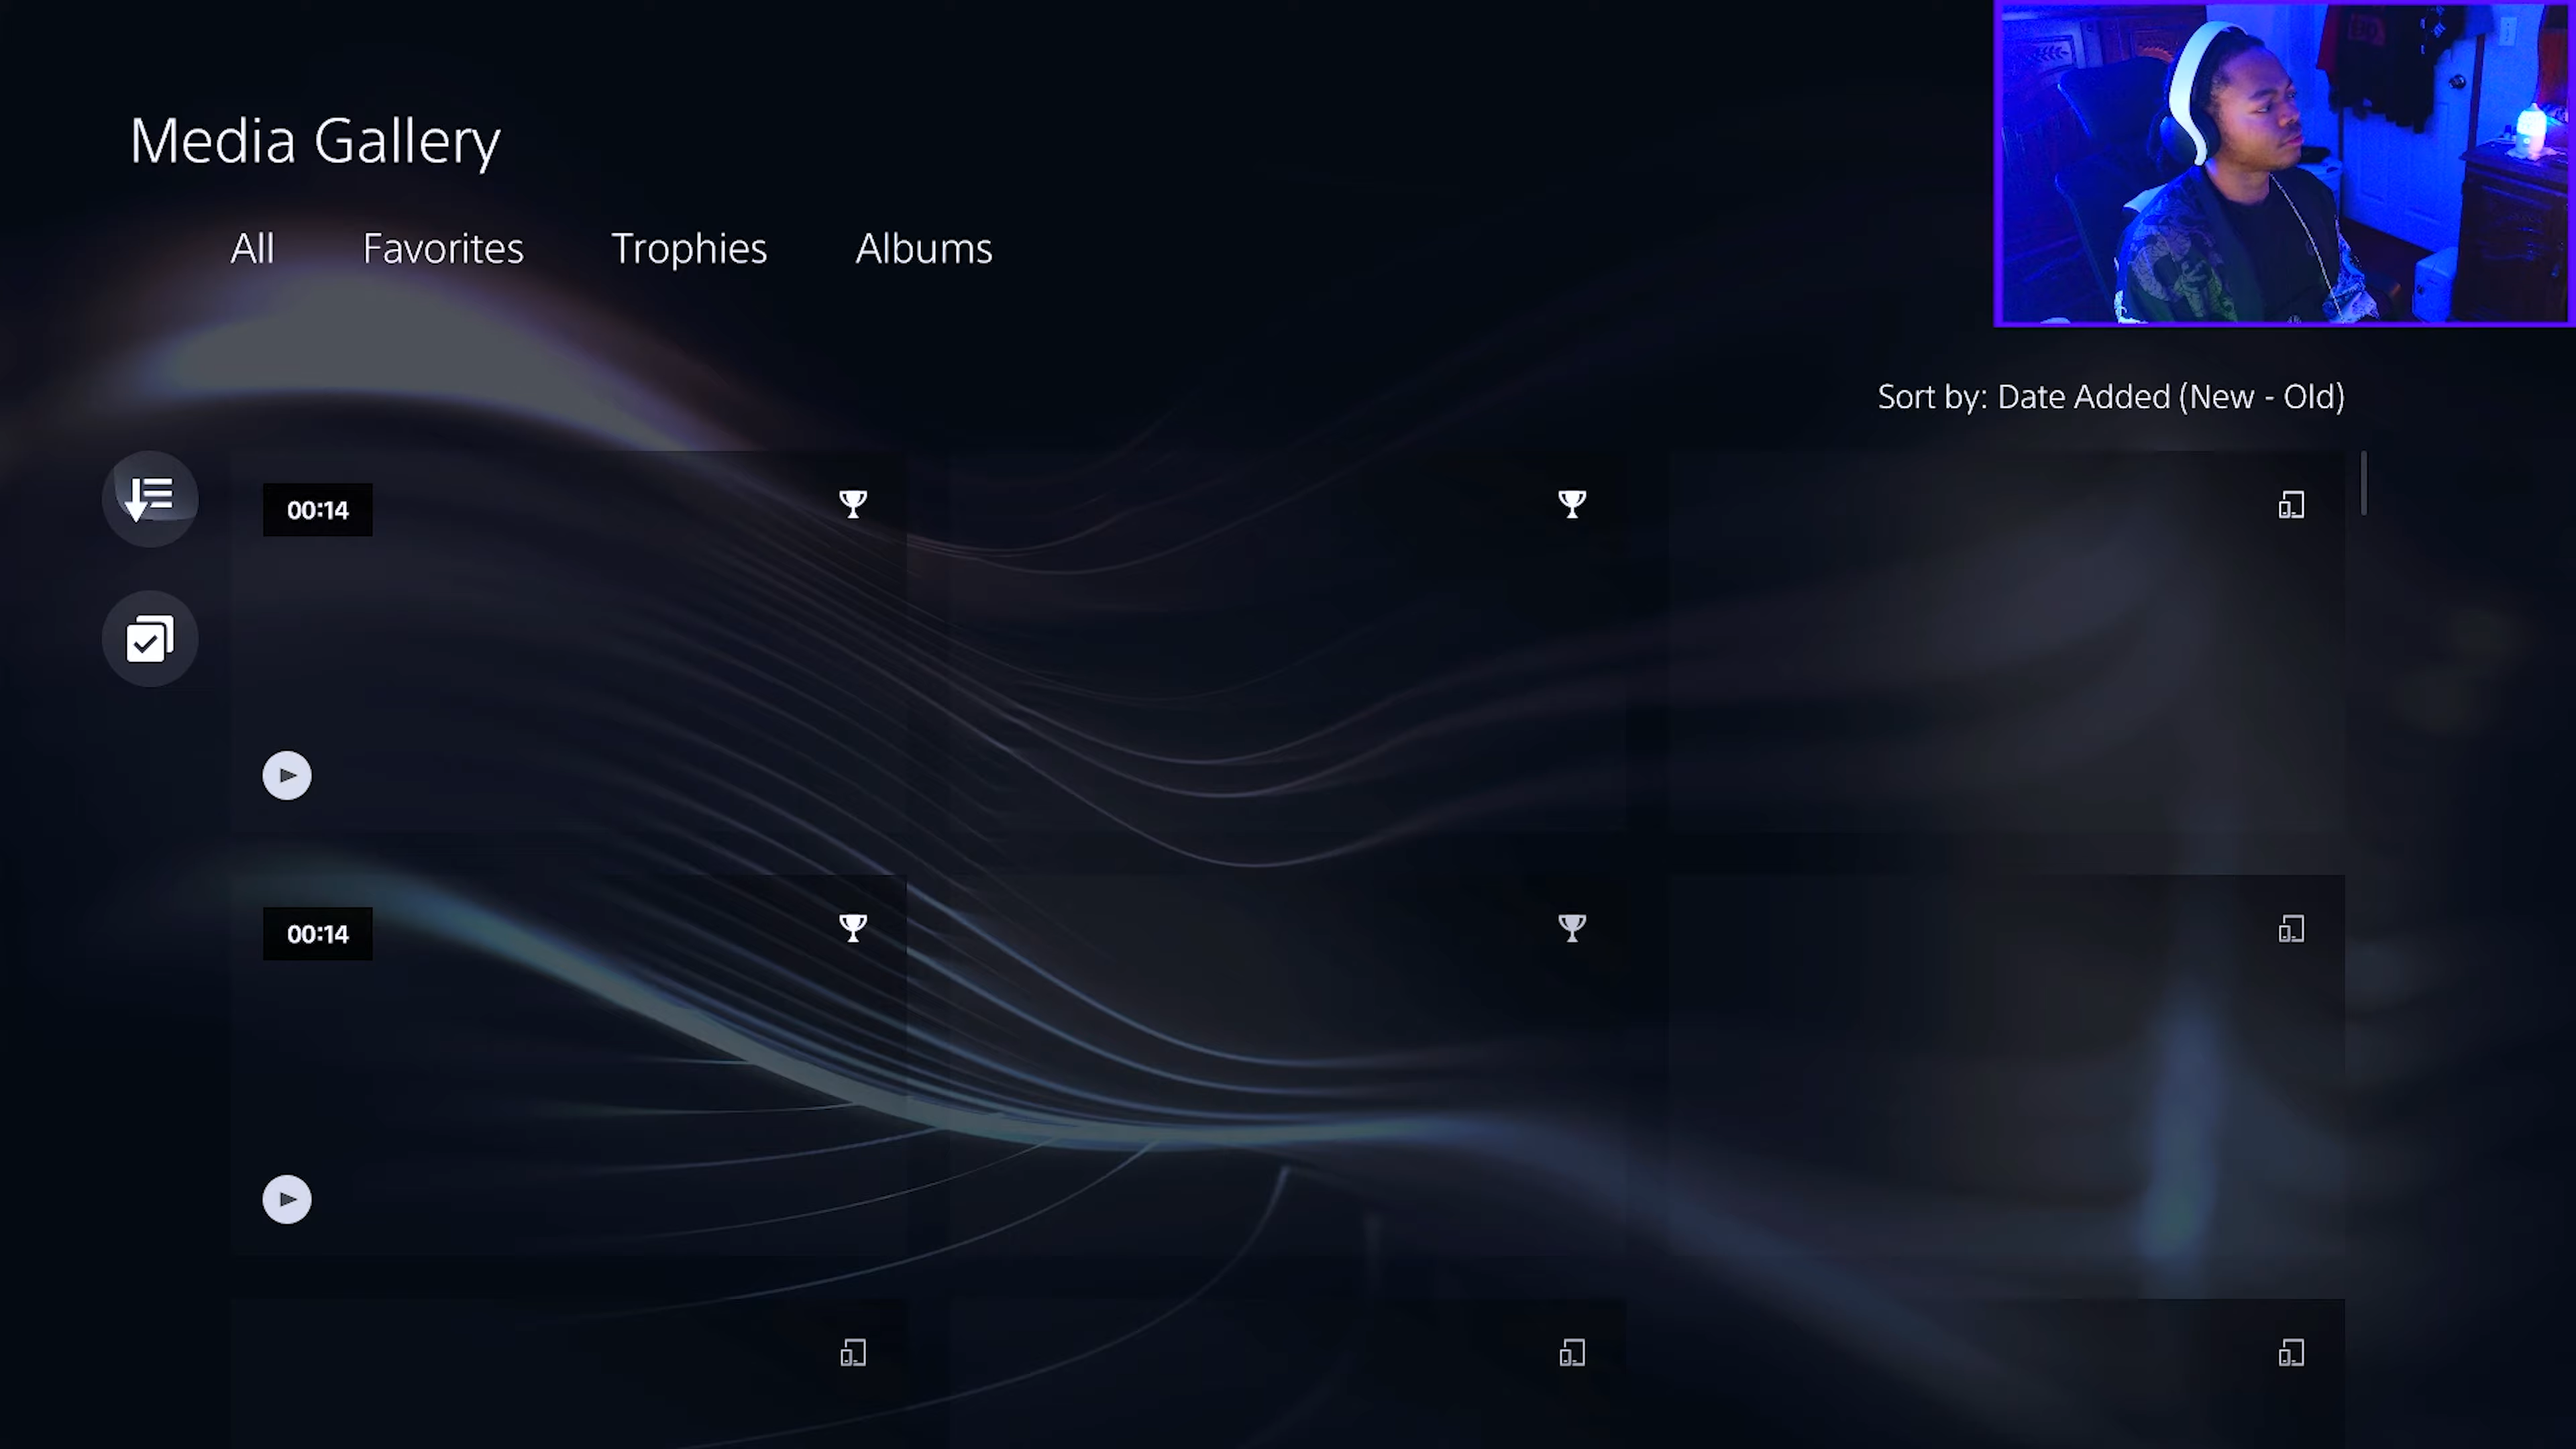 Media Gallery
All Favorites Trophies Albums
Sort by: Date Added (New - Old)
00:14
00:14